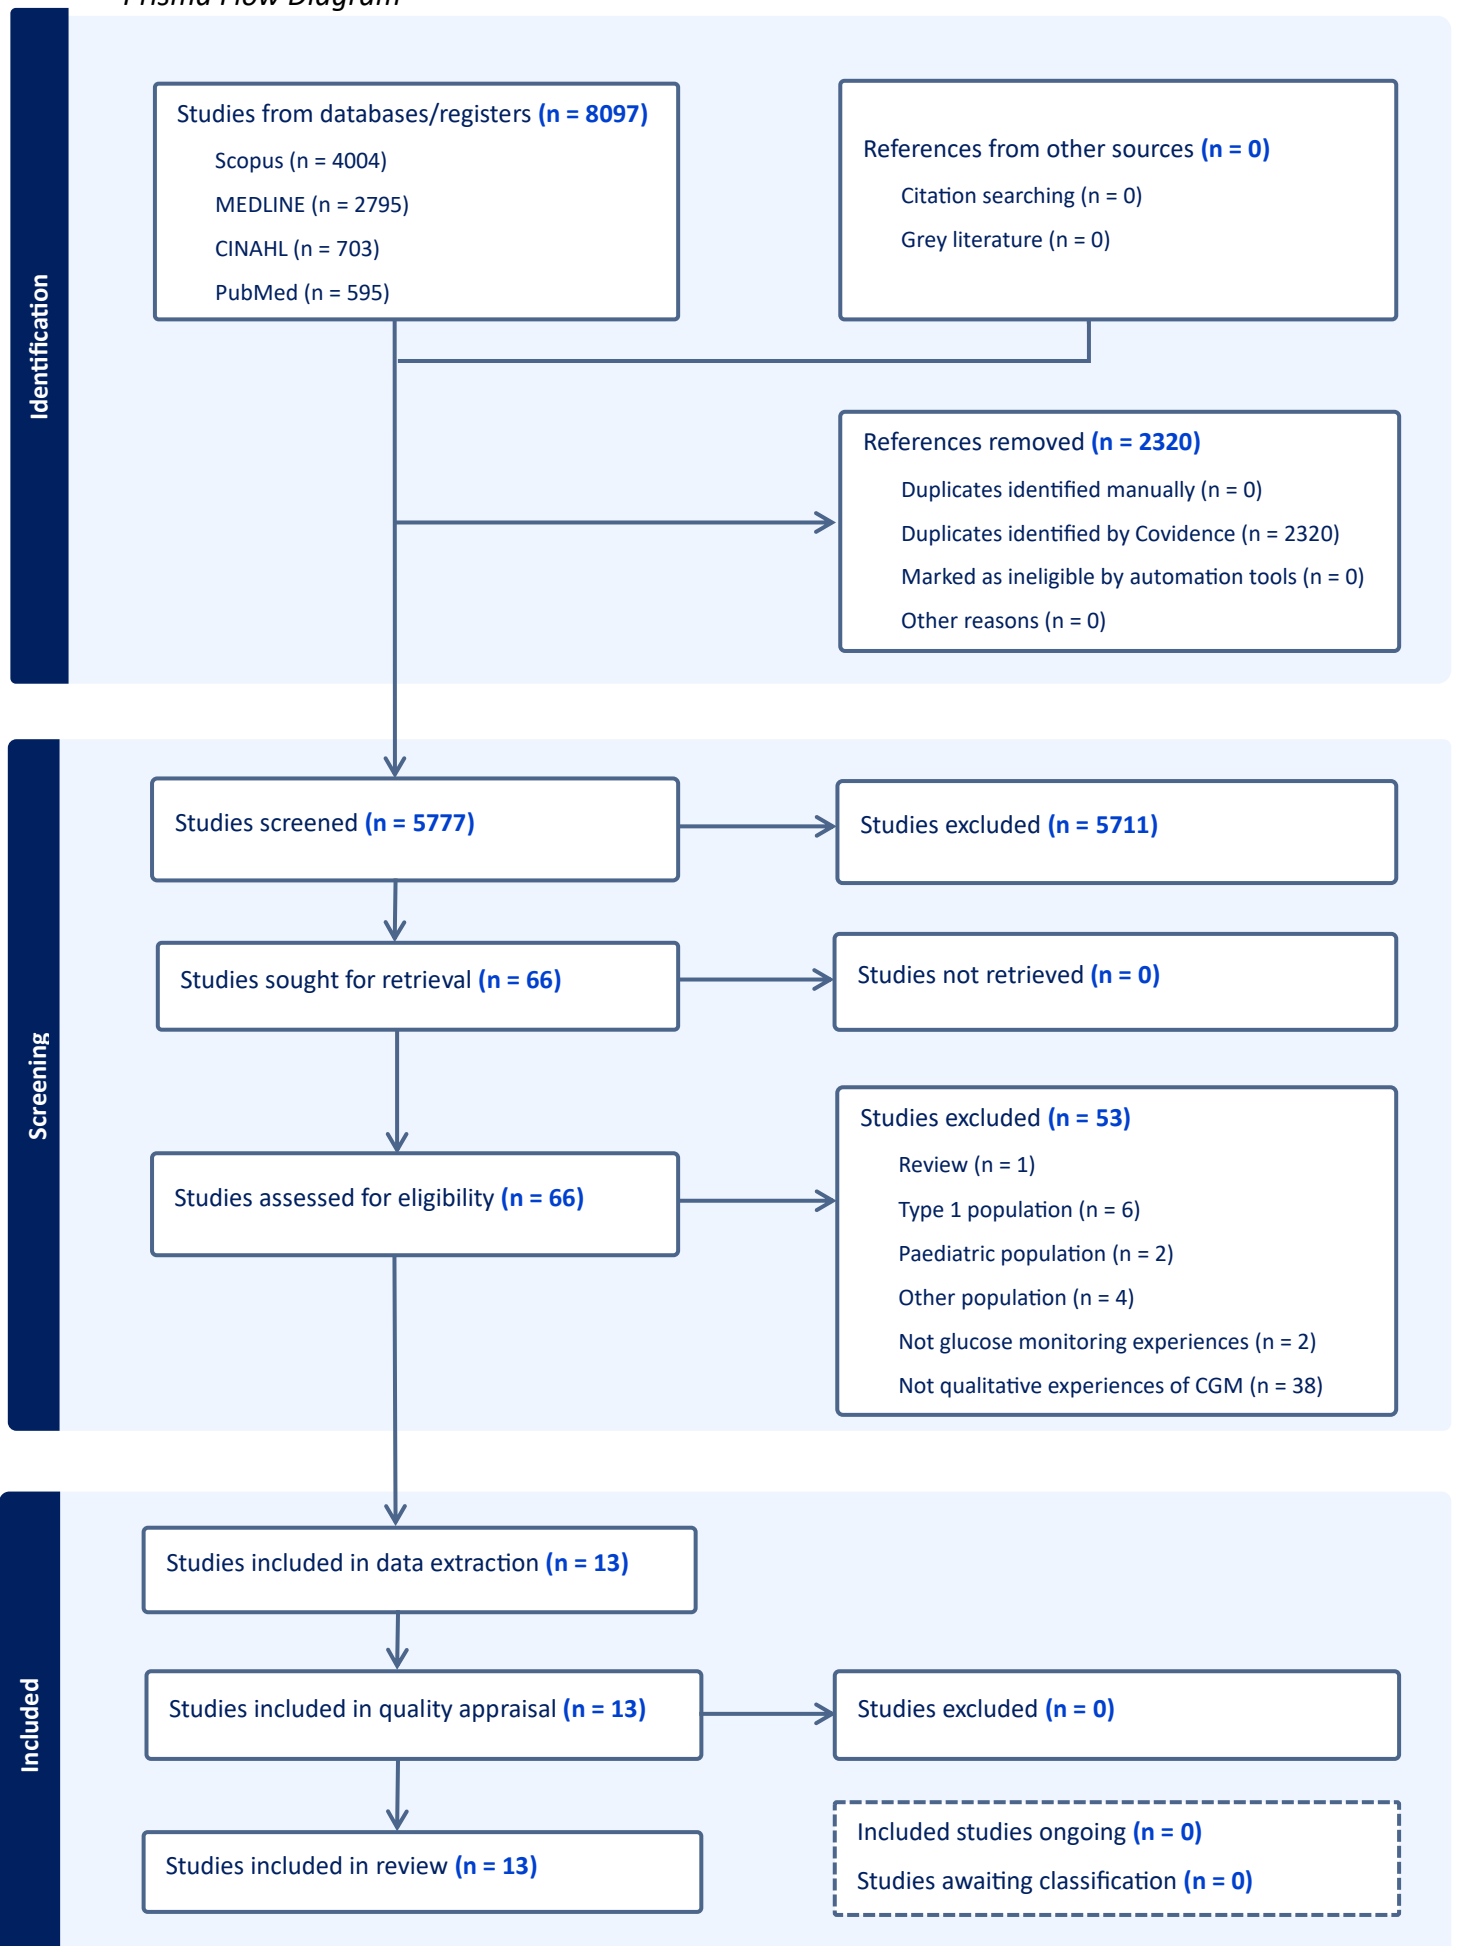 Prisma Flow Diagram
Identification
Studies from databases/registers (n = 8097)
Scopus (n = 4004)
MEDLINE (n = 2795)
CINAHL (n = 703)
PubMed (n = 595)
References from other sources (n = 0)
Citation searching (n = 0)
Grey literature (n = 0)
References removed (n = 2320)
Duplicates identified manually (n = 0)
Duplicates identified by Covidence (n = 2320)
Marked as ineligible by automation tools (n = 0)
Other reasons (n = 0)
Screening
Studies screened (n = 5777)
Studies excluded (n = 5711)
Studies sought for retrieval (n = 66)
Studies not retrieved (n = 0)
Studies assessed for eligibility (n = 66)
Studies excluded (n = 53)
Review (n = 1)
Type 1 population (n = 6)
Paediatric population (n = 2)
Other population (n = 4)
Not glucose monitoring experiences (n = 2)
Not qualitative experiences of CGM (n = 38)
Included
Studies included in data extraction (n = 13)
Studies included in quality appraisal (n = 13)
Studies excluded (n = 0)
Studies included in review (n = 13)
Included studies ongoing (n = 0)
Studies awaiting classification (n = 0)